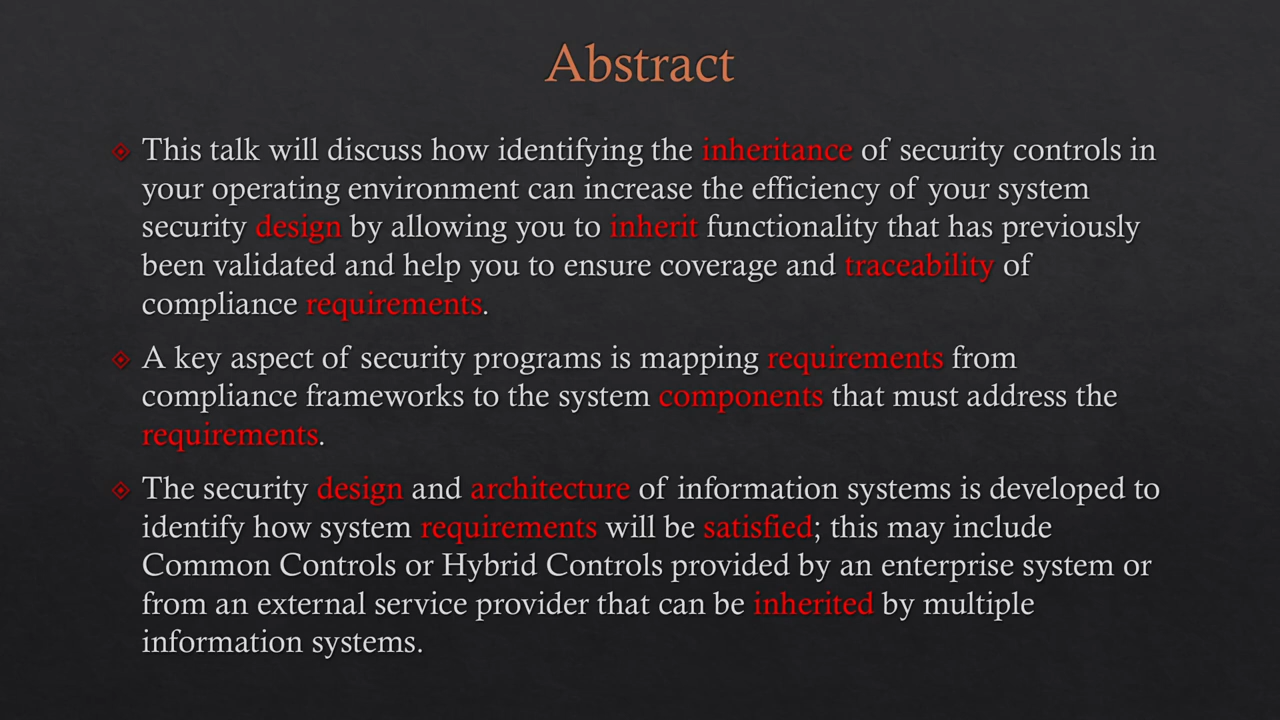 Abstract
This talk will discuss how identifying the inheritance of security controls in
your operating environment can increase the efficiency of your system
security design by allowing you to inherit functionality that has previously
been validated and help you to ensure coverage and traceability of
compliance requirements.
A key aspect of security programs is mapping requirements from
compliance frameworks to the system components that must address the
requirements.
The security design and architecture of information systems is developed to
identify how system requirements will be satisfied; this may include
Common Controls or Hybrid Controls provided by an enterprise system or
from an external service provider that can be inherited by multiple
information systems.